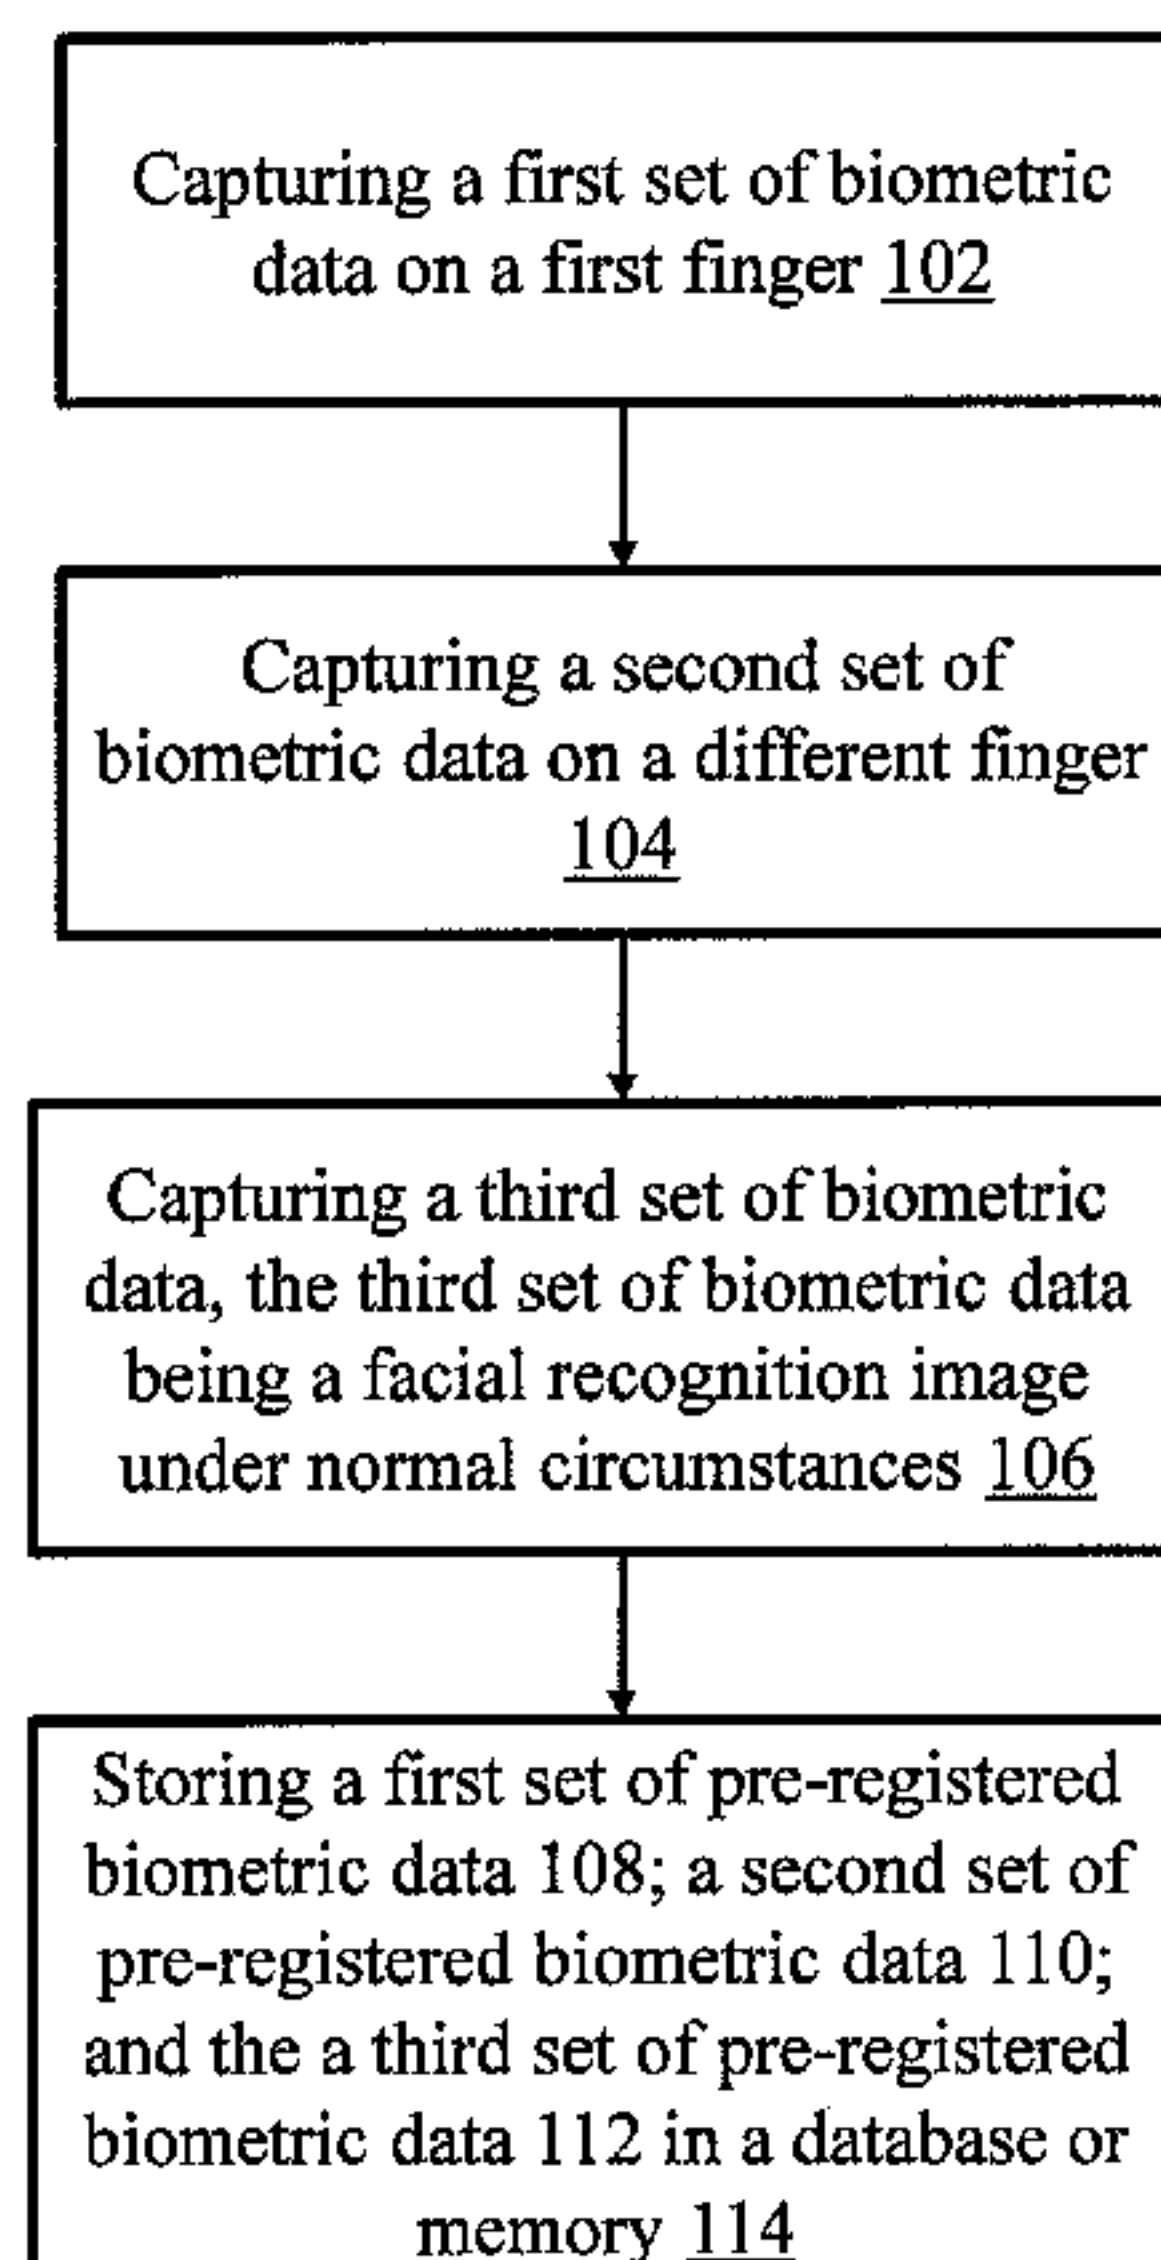 Capturing a first set of biometric
data on a first finger 102
Capturing a second set of
biometric data on a different finger
104
Capturing a third set of biometric
data, the third set of biometric data
being a facial recognition image
under normal circumstances 106
Storing a first set of pre-registered
biometric data 108; a second set of
pre-registered biometric data 110;
and the a third set of pre-registered
biometric data 112 in a database or
memory 114